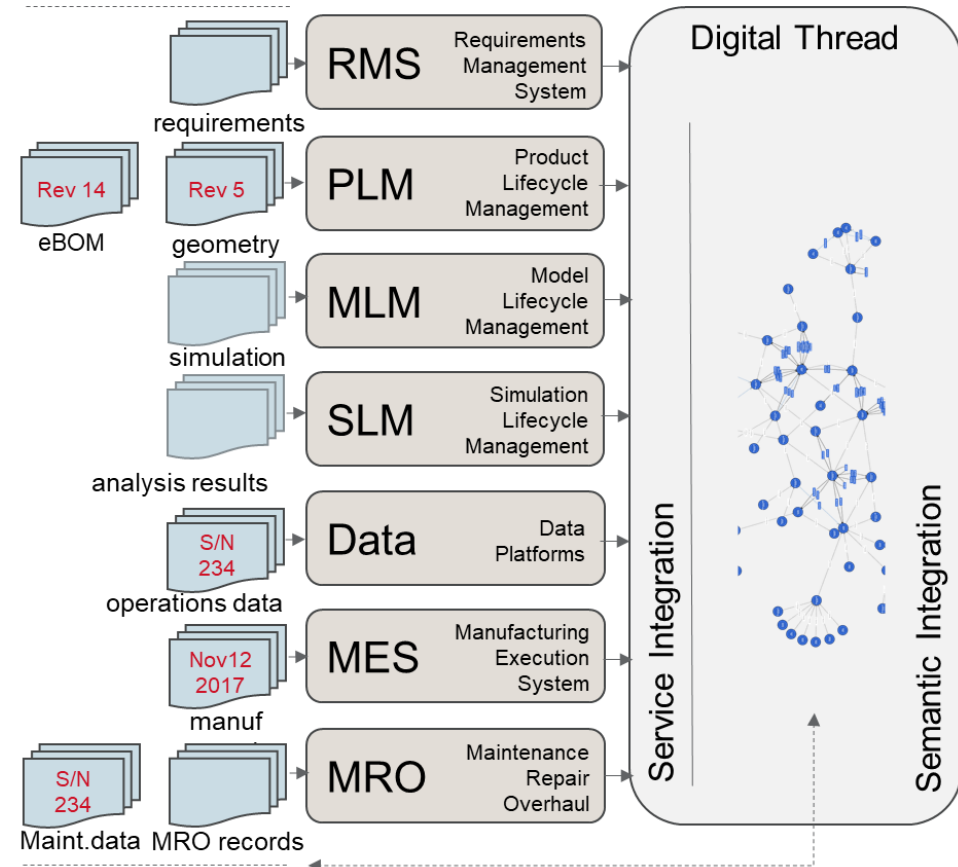 Digital Thread
RMS
Requirements
Management
System
requirements
Rev 14
eBOM
Rev 5
geometry
PLM
Product
Lifecycle
Management
simulation
MLM
Model
Lifecycle
Management
analysis results
SLM
Simulation
Lifecycle
Management
S/N
234
operations data
Data
Data
Platforms
Nov12
2017
manuf
MES
Manufacturing
Execution
System
S/N
234
Maint.data
MRO records
MRO
Maintenance
Repair
Overhaul
Service Integration
Semantic Integration